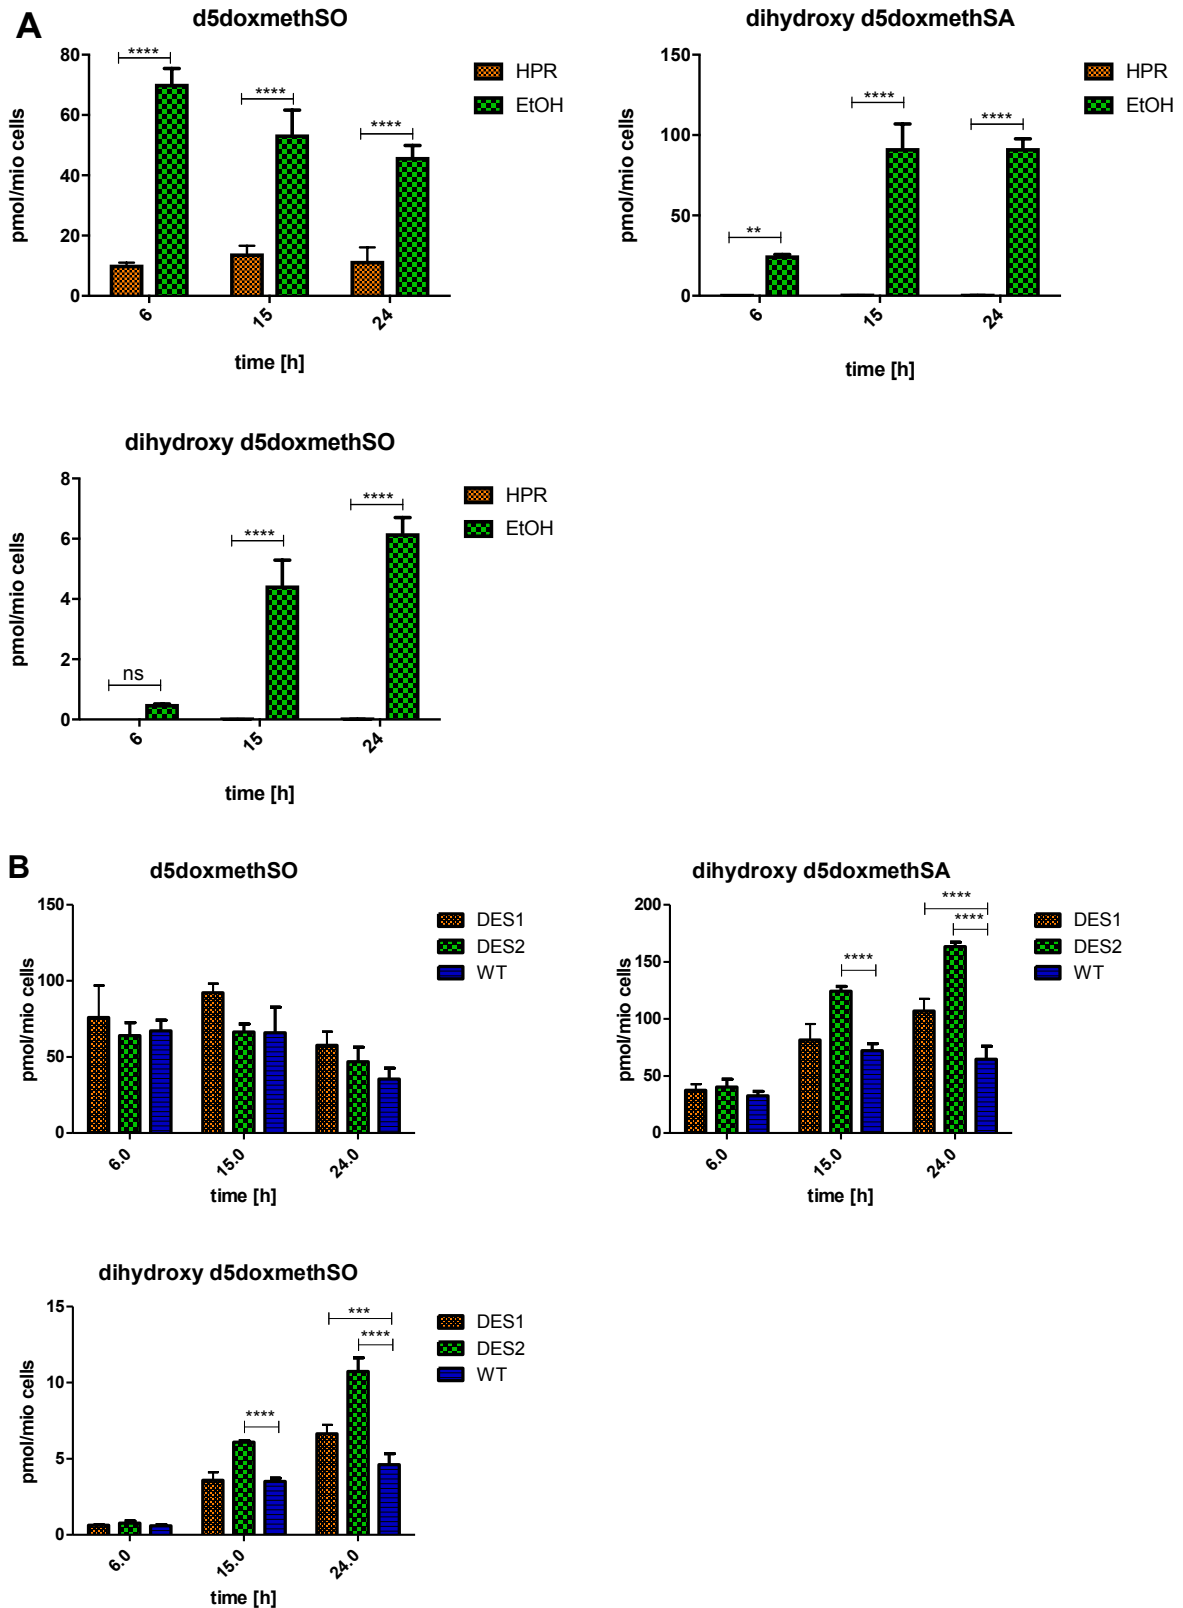 A
d5doxmethSO
pmol/mio cells
80
60
40
20
0
****
****
****
6
15
24
time [h]
HPR
EtOH
dihydroxy d5doxmethSA
pmol/mio cells
150
100
50
0
**
****
****
6
15
24
time [h]
HPR
EtOH
dihydroxy d5doxmethSO
pmol/mio cells
8
6
4
2
0
ns
****
****
6
15
24
time [h]
HPR
EtOH
B
d5doxmethSO
pmol/mio cells
150
100
50
0
6.0
15.0
24.0
time [h]
DES1
DES2
WT
dihydroxy d5doxmethSA
pmol/mio cells
200
150
100
50
0
****
****
****
6.0
15.0
24.0
time [h]
DES1
DES2
WT
dihydroxy d5doxmethSO
pmol/mio cells
15
10
5
0
****
***
****
6.0
15.0
24.0
time [h]
DES1
DES2
WT